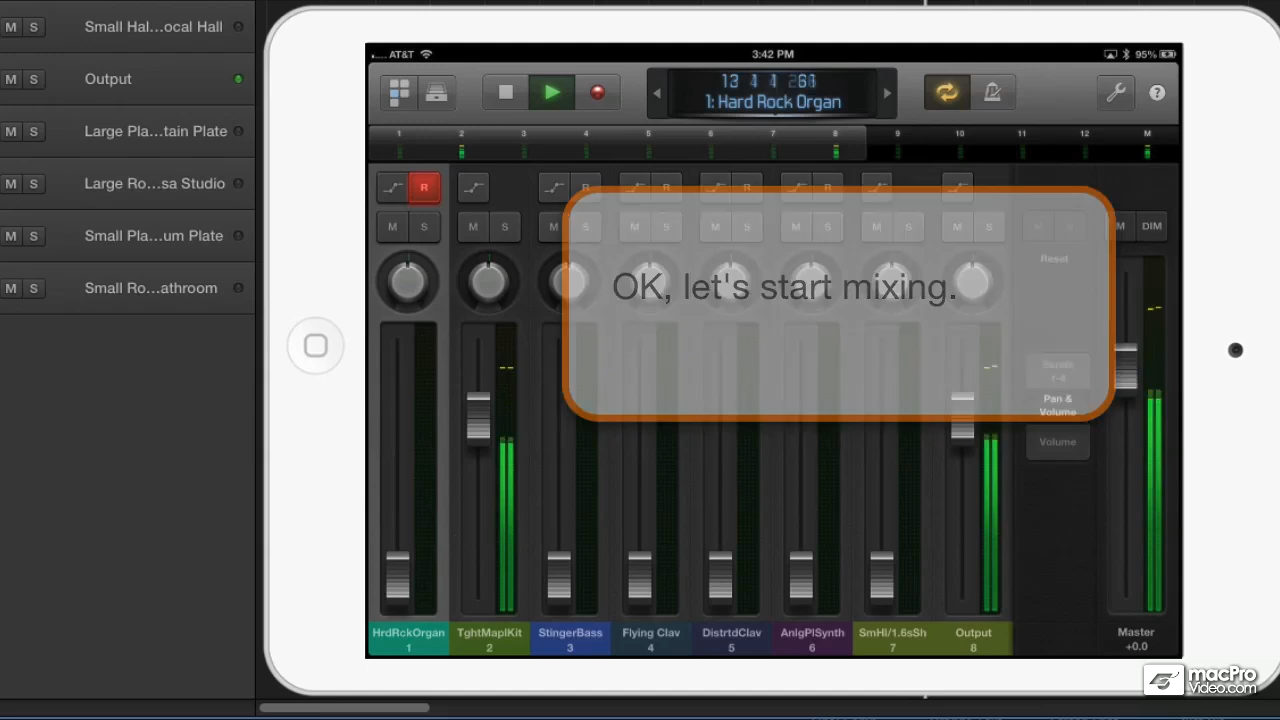 M S Small Hal...ocal Hall
M S Output
M S Large Pla...tain Plate
M S Large Ro...sa Studio
M S Small Pla...um Plate
M S Small Ro...athroom
AT&T
3:42 PM
95%
13 4 4
1: Hard Rock Organ
?
1 2 3 4 5 6 7 8 9 10 11 12 M
R R R R R R
M S M S M S M S M S M S M S M S M DIM
Reset
OK, let's start mixing.
Pan &
Volume
Volume
HrdRckOrgan TghtMaplKit StingerBass Flying Clav DistrtdClav AnlgPlSynth SmHl/1.6sSh Output Master
1 2 3 4 5 6 7 8 +0.0
macPro
Video.com